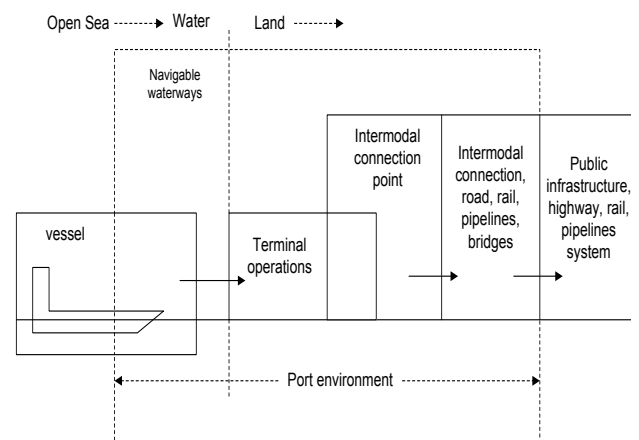 Open Sea
Water
Land
Navigable
waterways
Intermodal
connection
point
Intermodal
connection,
road, rail,
pipelines,
bridges
Public
infrastructure,
highway, rail,
pipelines
system
vessel
Terminal
operations
Port environment